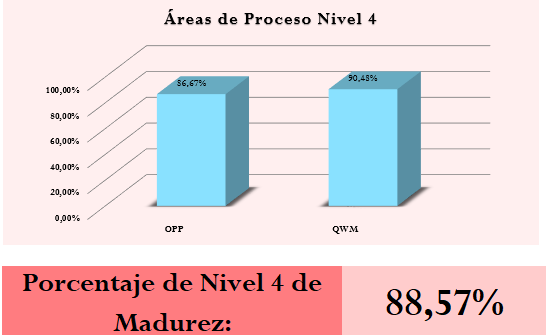 Áreas de Proceso Nivel 4
100,00%
80,00%
60,00%
40,00%
20,00%
0,00%
86,67%
90,48%
OPP
QWM
Porcentaje de Nivel 4 de
Madurez:
88,57%